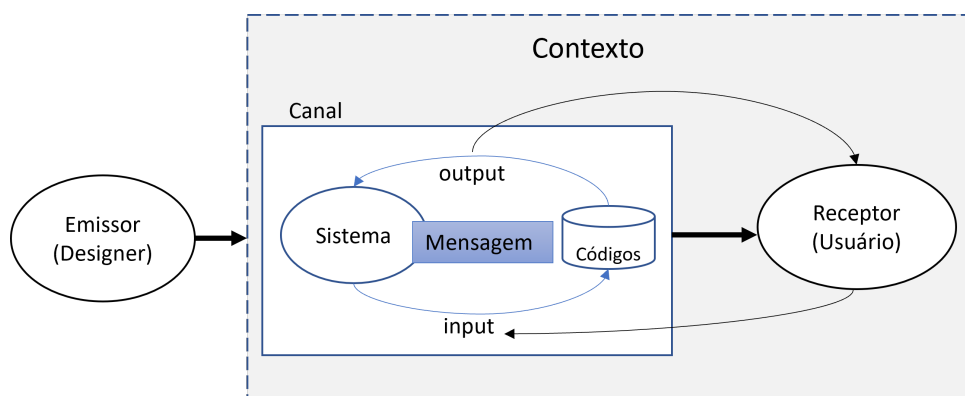 Contexto
Canal
output
Emissor
(Designer)
Sistema
Mensagem
Códigos
Receptor
(Usuário)
input